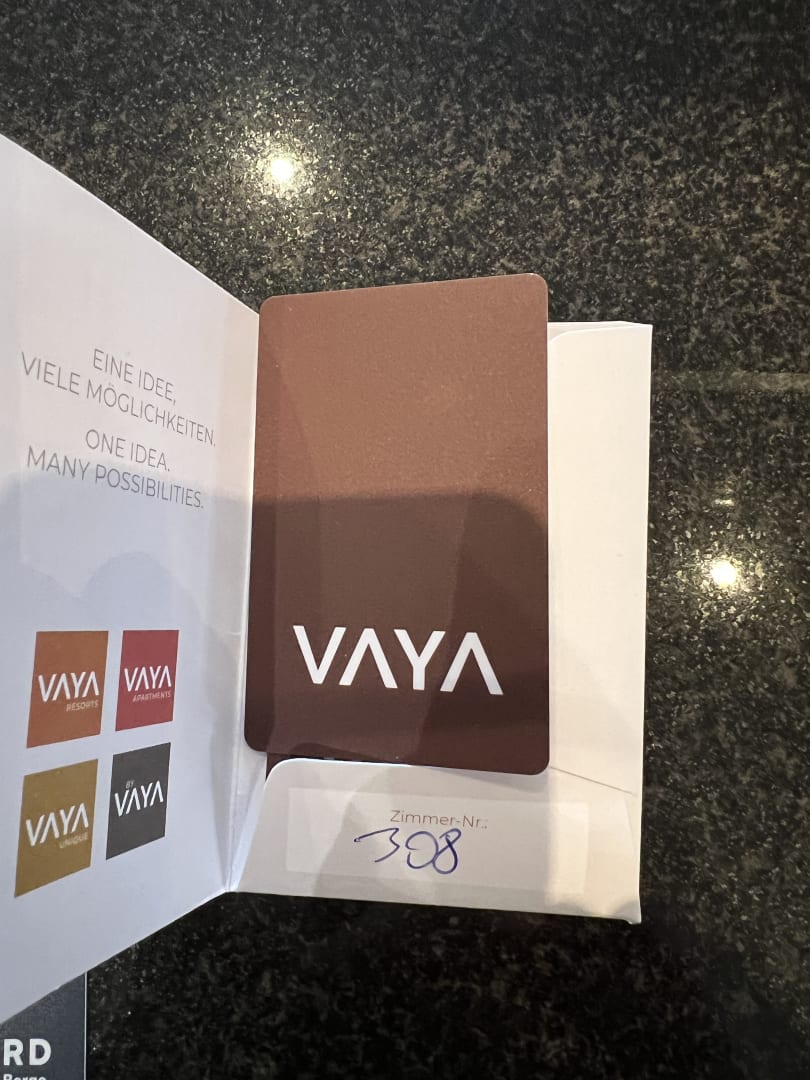 EINE IDEE,
VIELE MÖGLICHKEITEN.
ONE IDEA.
MANY POSSIBILITIES.
VAYA
RESORTS
VAYA
APARTMENTS
VAYA
UNIQUE
BY
VAYA
VAYA
Zimmer-Nr.:
308
RD
Berge